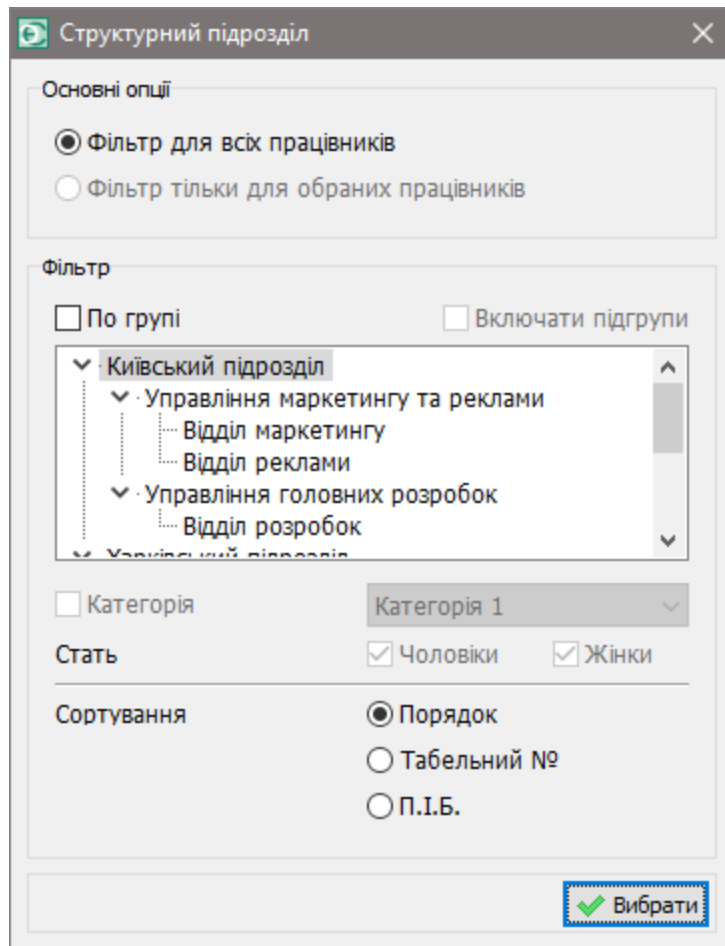 Структурний підрозділ
Основні опції
Фільтр для всіх працівників
Фільтр тільки для обраних працівників
Фільтр
По групі Включати підгрупи
Київський підрозділ
Управління маркетингу та реклами
Відділ маркетингу
Відділ реклами
Управління головних розробок
Відділ розробок
Харківський підрозділ
Категорія Категорія 1
Стать Чоловіки Жінки
Сортування Порядок
Табельний №
П.І.Б.
Вибрати